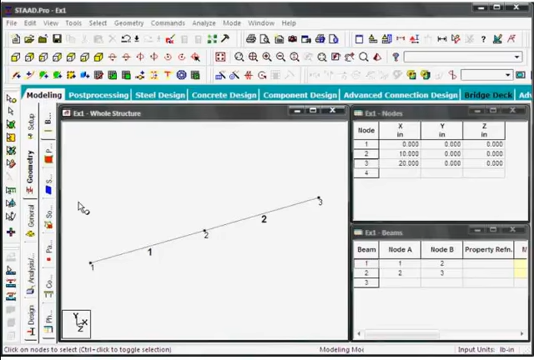 STAAD.Pro - Ex1
File Edit View Tools Select Geometry Commands Analyze Mode Window Help
Modeling Postprocessing Steel Design Concrete Design Component Design Advanced Connection Design Bridge Deck
Setup
Geometry
General
Analysis/
Design
Ex1 - Whole Structure
1
1
2
2
3
Y
X
Z
Ex1 - Nodes
Node X in Y in Z in
1 0.000 0.000 0.000
2 10.000 0.000 0.000
3 20.000 0.000 0.000
4
Ex1 - Beams
Beam Node A Node B Property Refn. M
1 1 2
2 2 3
3
Click on nodes to select (Ctrl+click to toggle selection) Modeling Mo Input Units: lb-in